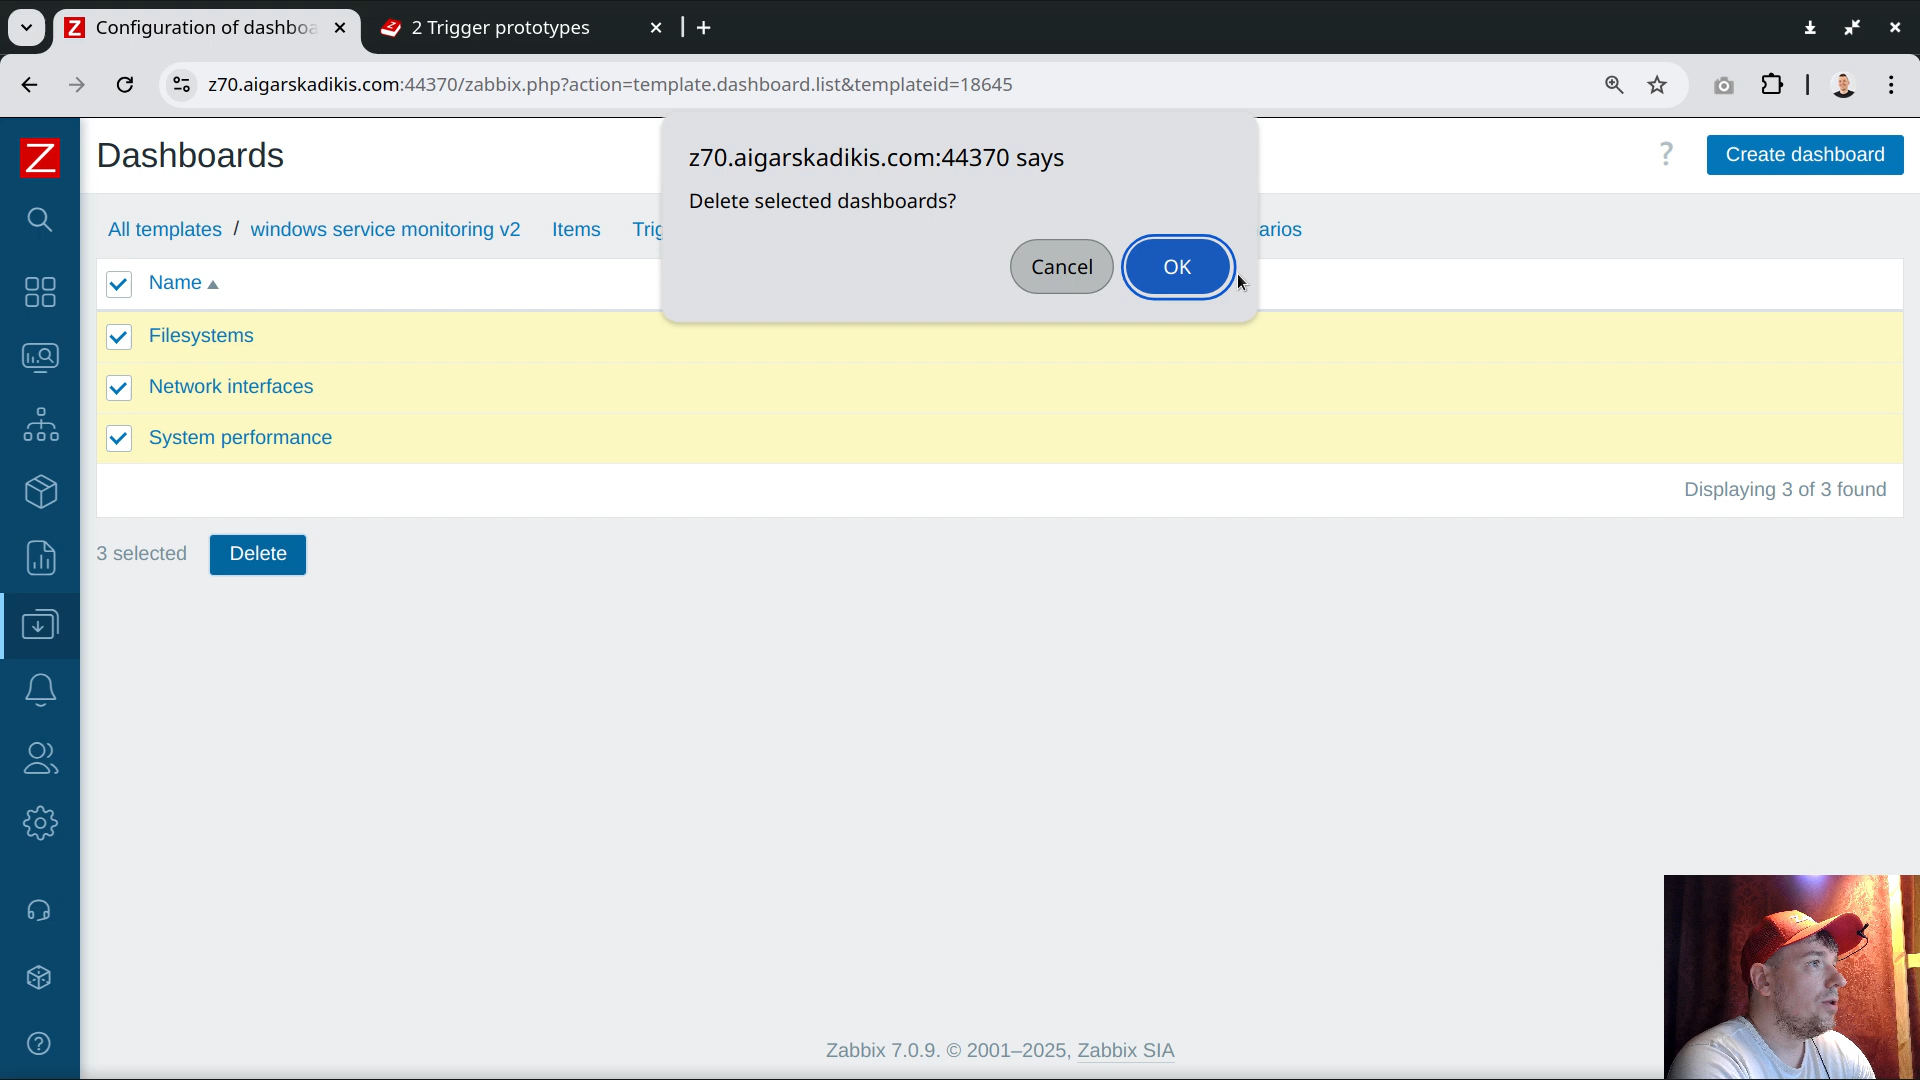 Configuration of dashboa
2 Trigger prototypes
z70.aigarskadikis.com:44370/zabbix.php?action=template.dashboard.list&templateid=18645
Z
Dashboards
z70.aigarskadikis.com:44370 says
Delete selected dashboards?
Cancel
OK
?
Create dashboard
All templates / windows service monitoring v2 Items Trig arios
Name
Filesystems
Network interfaces
System performance
Displaying 3 of 3 found
3 selected
Delete
Zabbix 7.0.9. © 2001–2025, Zabbix SIA